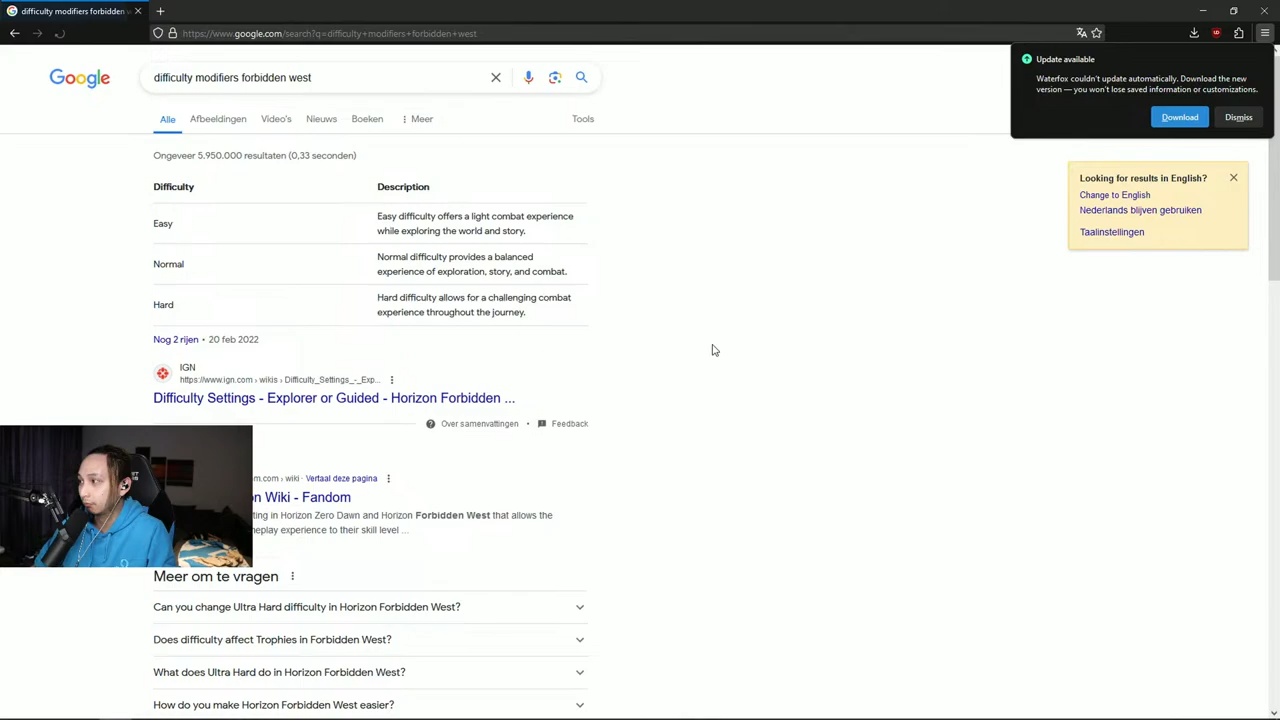 difficulty modifiers forbidden w
https://www.google.com/search?q=difficulty+modifiers+forbidden+west
Update available
Waterfox couldn't update automatically. Download the new
version — you won't lose saved information or customizations.
Download
Dismiss
Google
difficulty modifiers forbidden west
Alle
Afbeeldingen
Video's
Nieuws
Boeken
Meer
Tools
Ongeveer 5.950.000 resultaten (0,33 seconden)
Looking for results in English?
Change to English
Nederlands blijven gebruiken
Taalinstellingen
Difficulty
Description
Easy
Easy difficulty offers a light combat experience
while exploring the world and story.
Normal
Normal difficulty provides a balanced
experience of exploration, story, and combat.
Hard
Hard difficulty allows for a challenging combat
experience throughout the journey.
Nog 2 rijen • 20 feb 2022
IGN
https://www.ign.com › wikis › Difficulty_Settings_-_Exp...
Difficulty Settings - Explorer or Guided - Horizon Forbidden ...
Over samenvattingen • Feedback
m.com › wiki · Vertaal deze pagina
n Wiki - Fandom
ting in Horizon Zero Dawn and Horizon Forbidden West that allows the
eplay experience to their skill level ...
Meer om te vragen
Can you change Ultra Hard difficulty in Horizon Forbidden West?
Does difficulty affect Trophies in Forbidden West?
What does Ultra Hard do in Horizon Forbidden West?
How do you make Horizon Forbidden West easier?